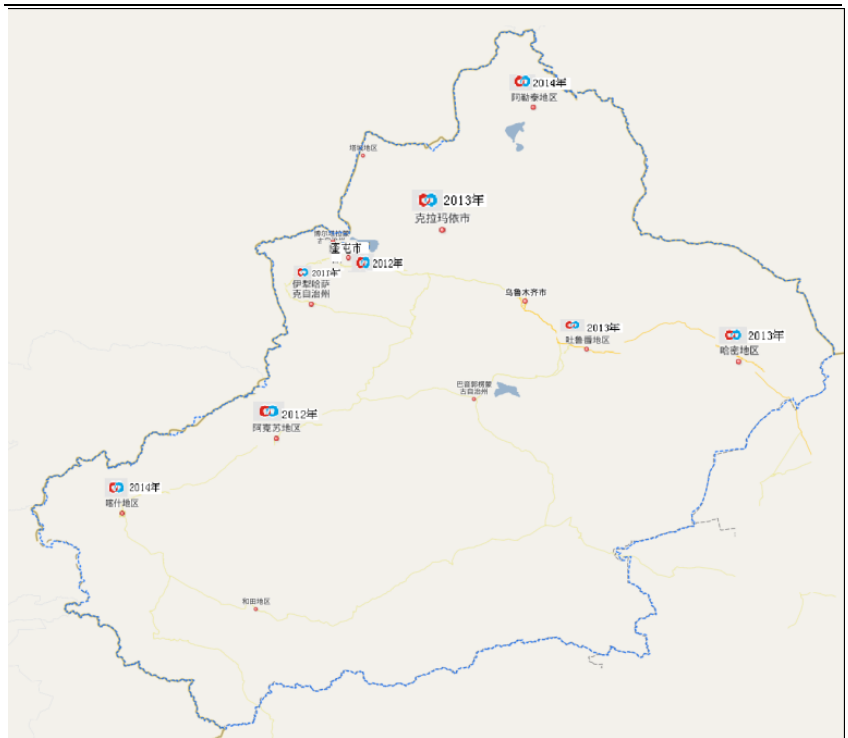 2014年
阿勒泰地区
塔城地区
2013年
克拉玛依市
博尔塔拉蒙
奎屯市
2012年
2011年
伊犁哈萨
克自治州
乌鲁木齐市
2013年
吐鲁番地区
2013年
哈密地区
巴音郭楞蒙
古自治州
2012年
阿克苏地区
2014年
喀什地区
和田地区